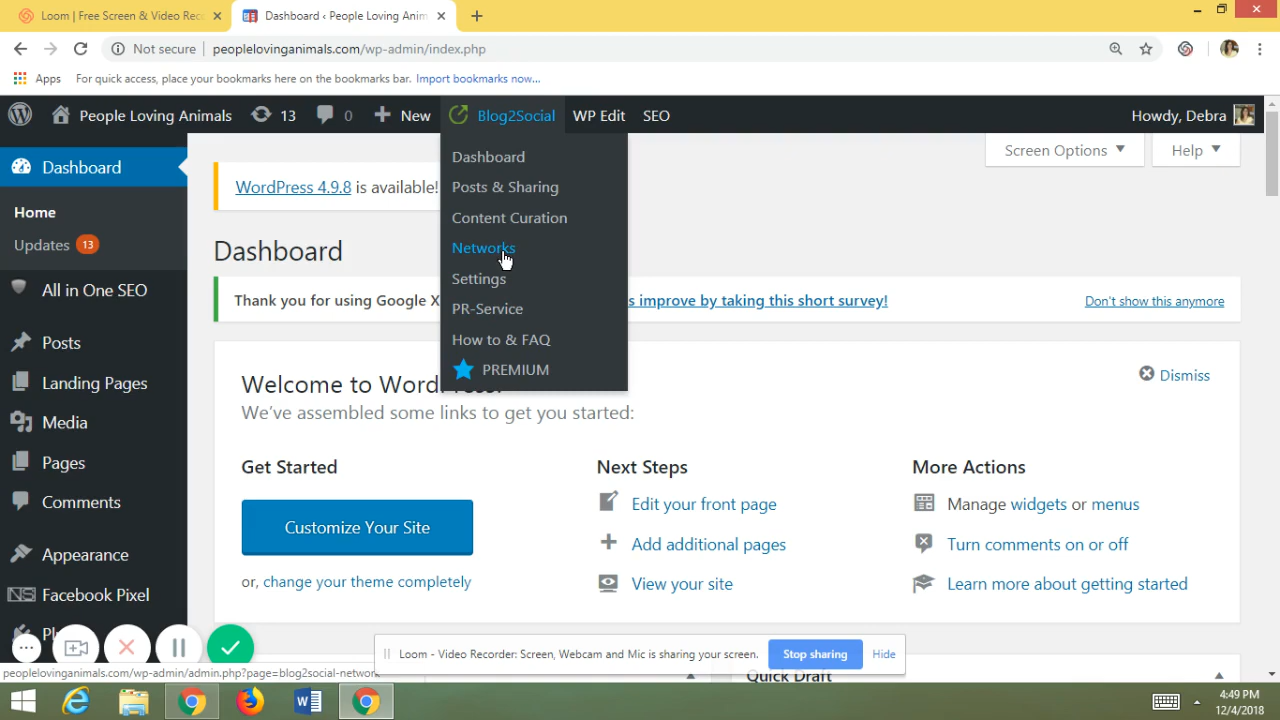 Loom | Free Screen & Video Rec
Dashboard ‹ People Loving Anim
Not secure
peoplelovinganimals.com/wp-admin/index.php
Apps
For quick access, place your bookmarks here on the bookmarks bar. Import bookmarks now...
People Loving Animals
13
0
New
Blog2Social
WP Edit
SEO
Howdy, Debra
Dashboard
Home
Updates 13
All in One SEO
Posts
Landing Pages
Media
Pages
Comments
Appearance
NS Facebook Pixel
Dashboard
Posts & Sharing
Content Curation
Networks
Settings
PR-Service
How to & FAQ
PREMIUM
Screen Options
Help
WordPress 4.9.8 is available!
Dashboard
Thank you for using Google X
s improve by taking this short survey!
Don't show this anymore
Welcome to WordPress!
Dismiss
We've assembled some links to get you started:
Get Started
Customize Your Site
or, change your theme completely
Next Steps
Edit your front page
Add additional pages
View your site
More Actions
Manage widgets or menus
Turn comments on or off
Learn more about getting started
Loom - Video Recorder: Screen, Webcam and Mic is sharing your screen.
Stop sharing
Hide
peoplelovinganimals.com/wp-admin/admin.php?page=blog2social-network
Quick Draft
4:49 PM
12/4/2018